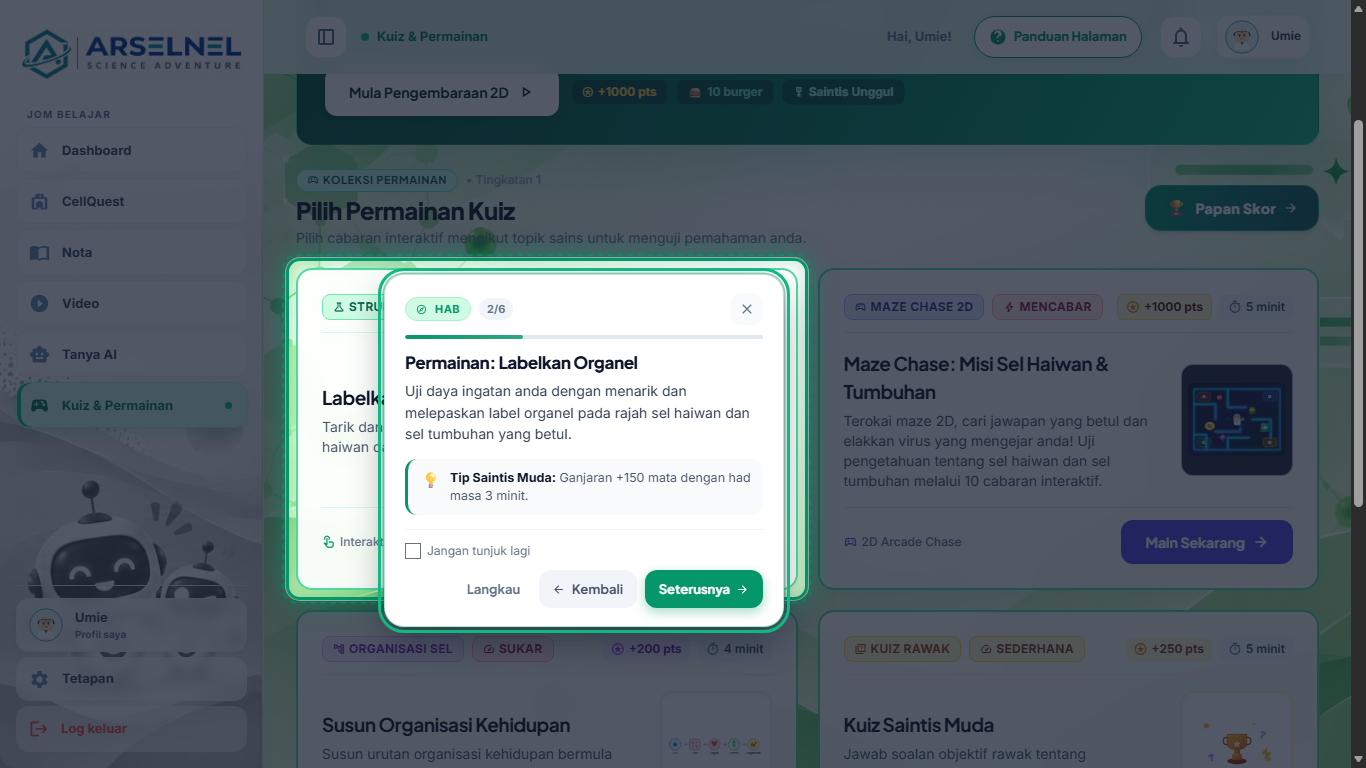 ARSELNEL
SCIENCE ADVENTURE
JOM BELAJAR
Dashboard
CellQuest
Nota
Video
Tanya AI
Kuiz & Permainan
Umie
Profil saya
Tetapan
Log keluar
Kuiz & Permainan
Hai, Umie!
Panduan Halaman
Umie
Mula Pengembaraan 2D
+1000 pts
10 burger
Saintis Unggul
KOLEKSI PERMAINAN
• Tingkatan 1
Pilih Permainan Kuiz
Pilih cabaran interaktif mengikut topik sains untuk menguji pemahaman anda.
Papan Skor
HAB
2/6
Permainan: Labelkan Organel
Uji daya ingatan anda dengan menarik dan
melepaskan label organel pada rajah sel haiwan dan
sel tumbuhan yang betul.
Tip Saintis Muda: Ganjaran +150 mata dengan had
masa 3 minit.
Jangan tunjuk lagi
Langkau
Kembali
Seterusnya
MAZE CHASE 2D
MENCABAR
+1000 pts
5 minit
Maze Chase: Misi Sel Haiwan &
Tumbuhan
Terokai maze 2D, cari jawapan yang betul dan
elakkan virus yang mengejar anda! Uji
pengetahuan tentang sel haiwan dan sel
tumbuhan melalui 10 cabaran interaktif.
2D Arcade Chase
Main Sekarang
ORGANISASI SEL
SUKAR
+200 pts
4 minit
Susun Organisasi Kehidupan
Susun urutan organisasi kehidupan bermula
KUIZ RAWAK
SEDERHANA
+250 pts
5 minit
Kuiz Saintis Muda
Jawab soalan objektif rawak tentang